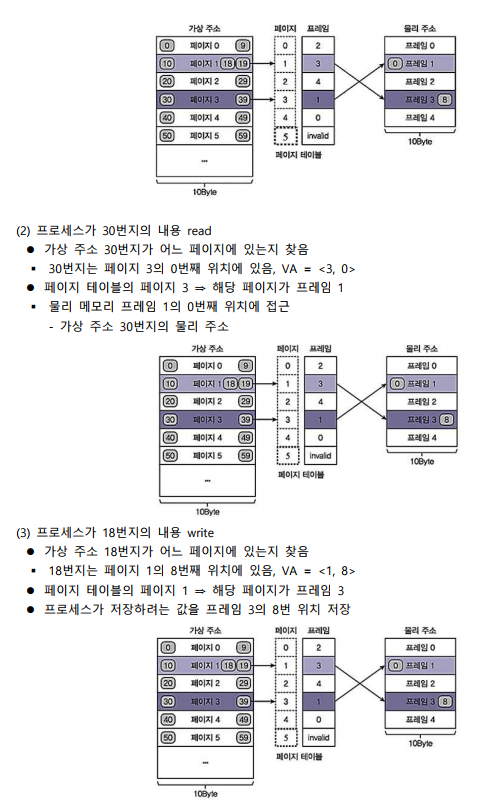 가상 주소 페이지 프레임 물리 주소
0 페이지 0 9 0 2 프레임 0
10 페이지 1 18 19 1 3 0 프레임 1
20 페이지 2 29 2 4 프레임 2
30 페이지 3 39 3 1 프레임 3 8
40 페이지 4 49 4 0 프레임 4
50 페이지 5 59 5 invalid
... 페이지 테이블 10Byte
10Byte
(2) 프로세스가 30번지의 내용 read
● 가상 주소 30번지가 어느 페이지에 있는지 찾음
▪ 30번지는 페이지 3의 0번째 위치에 있음, VA = <3, 0>
● 페이지 테이블의 페이지 3 ⇒ 해당 페이지가 프레임 1
▪ 물리 메모리 프레임 1의 0번째 위치에 접근
- 가상 주소 30번지의 물리 주소
가상 주소 페이지 프레임 물리 주소
0 페이지 0 9 0 2 프레임 0
10 페이지 1 18 19 1 3 0 프레임 1
20 페이지 2 29 2 4 프레임 2
30 페이지 3 39 3 1 프레임 3 8
40 페이지 4 49 4 0 프레임 4
50 페이지 5 59 5 invalid 10Byte
... 페이지 테이블
10Byte
(3) 프로세스가 18번지의 내용 write
● 가상 주소 18번지가 어느 페이지에 있는지 찾음
▪ 18번지는 페이지 1의 8번째 위치에 있음, VA = <1, 8>
● 페이지 테이블의 페이지 1 ⇒ 해당 페이지가 프레임 3
● 프로세스가 저장하려는 값을 프레임 3의 8번 위치 저장
가상 주소 페이지 프레임 물리 주소
0 페이지 0 9 0 2 프레임 0
10 페이지 1 18 19 1 3 0 프레임 1
20 페이지 2 29 2 4 프레임 2
30 페이지 3 39 3 1 프레임 3 8
40 페이지 4 49 4 0 프레임 4
50 페이지 5 59 5 invalid 10Byte
... 페이지 테이블
10Byte